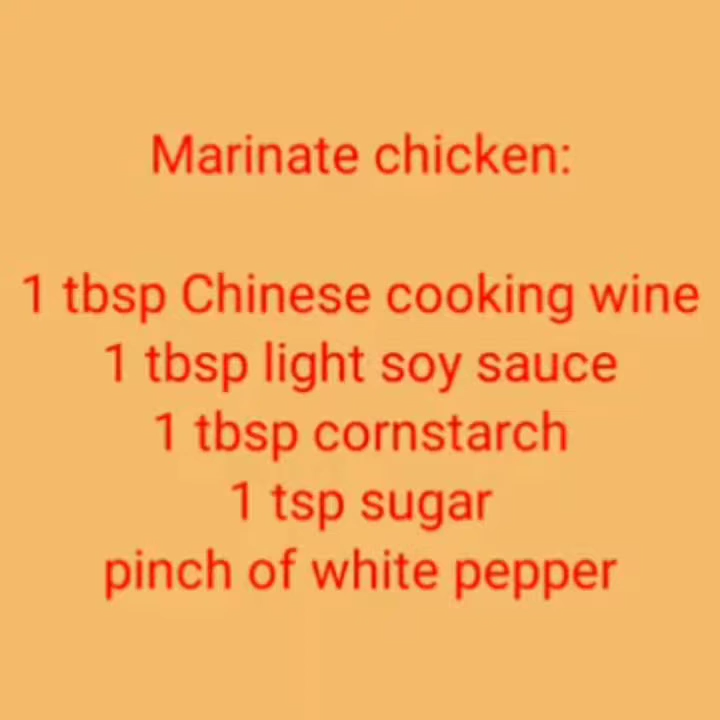 Marinate chicken:
1 tbsp Chinese cooking wine
1 tbsp light soy sauce
1 tbsp cornstarch
1 tsp sugar
pinch of white pepper